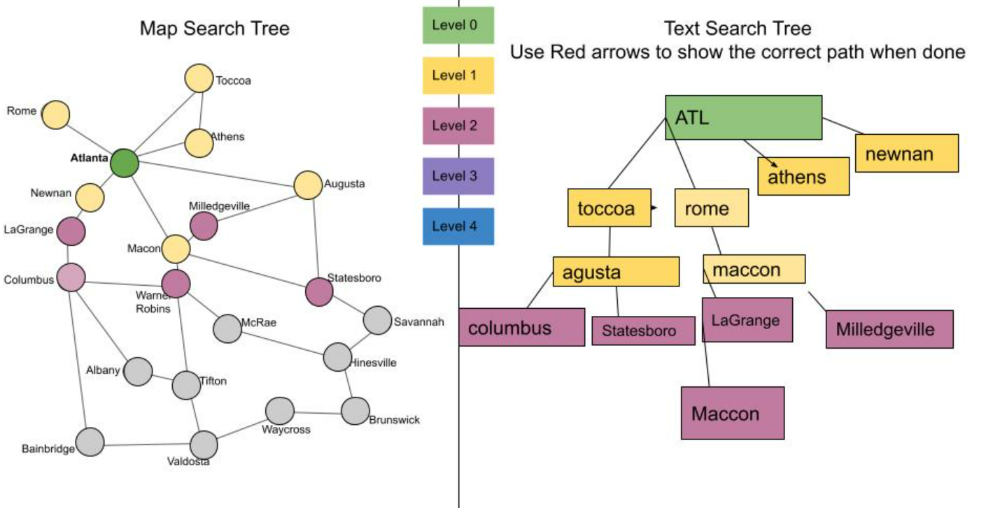 Map Search Tree
Toccoa
Rome
Athens
Atlanta
Augusta
Newnan
Milledgeville
LaGrange
Macon
Columbus
Statesboro
Warner
Robins
McRae
Savannah
Hinesville
Albany
Tifton
Brunswick
Waycross
Bainbridge
Valdosta
Level 0
Level 1
Level 2
Level 3
Level 4
Text Search Tree
Use Red arrows to show the correct path when done
ATL
newnan
athens
toccoa
rome
agusta
maccon
columbus
Statesboro
LaGrange
Milledgeville
Maccon